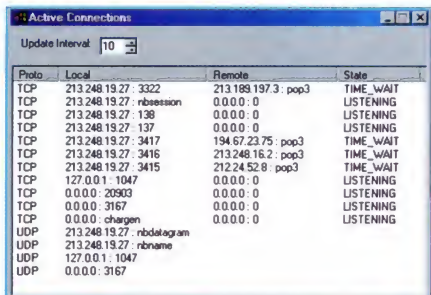 Active Connections
Update Interval: 10
Proto Local Remote State
TCP 213.248.19.27 : 3322 213.189.197.3 : pop3 TIME_WAIT
TCP 213.248.19.27 : nbsession 0.0.0.0 : 0 LISTENING
TCP 213.248.19.27 : 138 0.0.0.0 : 0 LISTENING
TCP 213.248.19.27 : 137 0.0.0.0 : 0 LISTENING
TCP 213.248.19.27 : 3417 194.67.23.75 : pop3 TIME_WAIT
TCP 213.248.19.27 : 3416 213.248.16.2 : pop3 TIME_WAIT
TCP 213.248.19.27 : 3415 212.24.52.8 : pop3 TIME_WAIT
TCP 127.0.0.1 : 1047 0.0.0.0 : 0 LISTENING
TCP 0.0.0.0 : 20903 0.0.0.0 : 0 LISTENING
TCP 0.0.0.0 : 3167 0.0.0.0 : 0 LISTENING
TCP 0.0.0.0 : chargen 0.0.0.0 : 0 LISTENING
UDP 213.248.19.27 : nbdatagram
UDP 213.248.19.27 : nbname
UDP 127.0.0.1 : 1047
UDP 0.0.0.0 : 3167